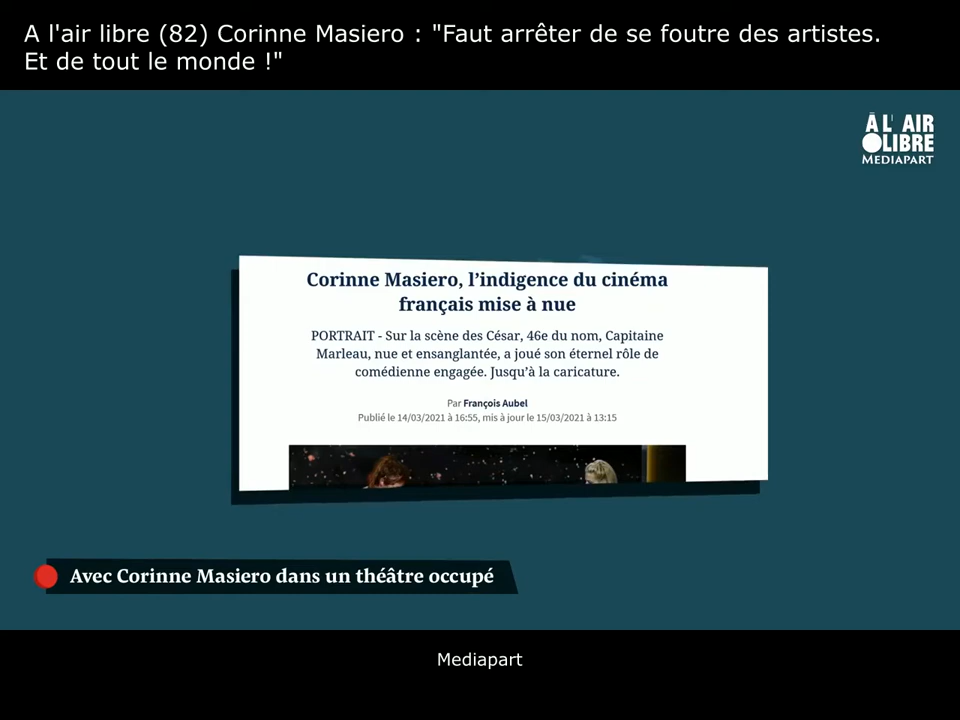 A l'air libre (82) Corinne Masiero : "Faut arrêter de se foutre des artistes.
Et de tout le monde !"
À L' AIR
LIBRE
MEDIAPART
Corinne Masiero, l’indigence du cinéma
français mise à nue
PORTRAIT - Sur la scène des César, 46e du nom, Capitaine
Marleau, nue et ensanglantée, a joué son éternel rôle de
comédienne engagée. Jusqu’à la caricature.
Par François Aubel
Publié le 14/03/2021 à 16:55, mis à jour le 15/03/2021 à 13:15
Avec Corinne Masiero dans un théâtre occupé
Mediapart